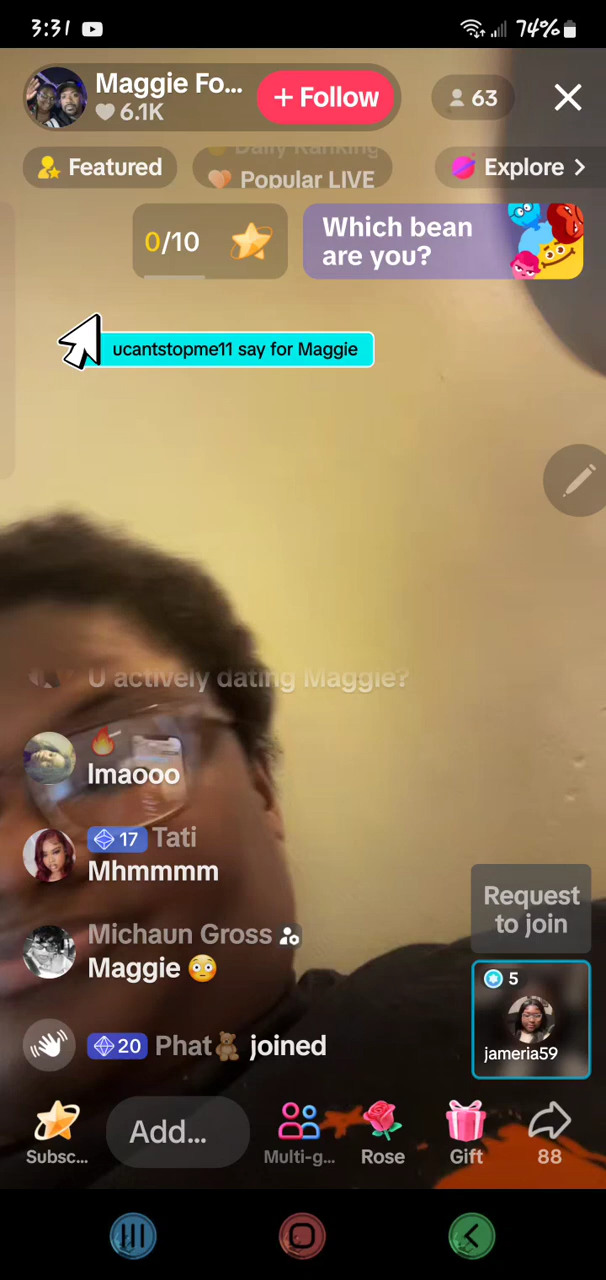 3:31
74%
Maggie Fo...
6.1K
+ Follow
63
Featured
Daily Ranking
Popular LIVE
Explore >
0/10
Which bean
are you?
ucantstopme11 say for Maggie
U actively dating Maggie?
🔥
lmaooo
17 Tati
Mhmmmm
Michaun Gross
Maggie 😳
20 Phat🧸 joined
Request
to join
5
jameria59
Subsc...
Add...
Multi-g...
Rose
Gift
88